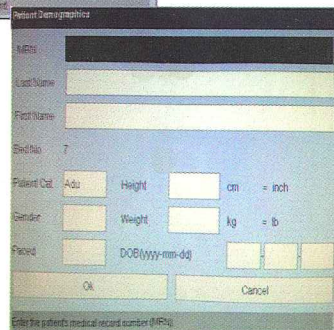 Patient Demographics
MRN:
Last Name
First Name
Bed No. 7
Patient Cat. Adu Height cm = inch
Gender Weight kg = lb
Paced DOB(yyyy-mm-dd) - -
Ok Cancel
Enter the patient's medical record number (MRN).